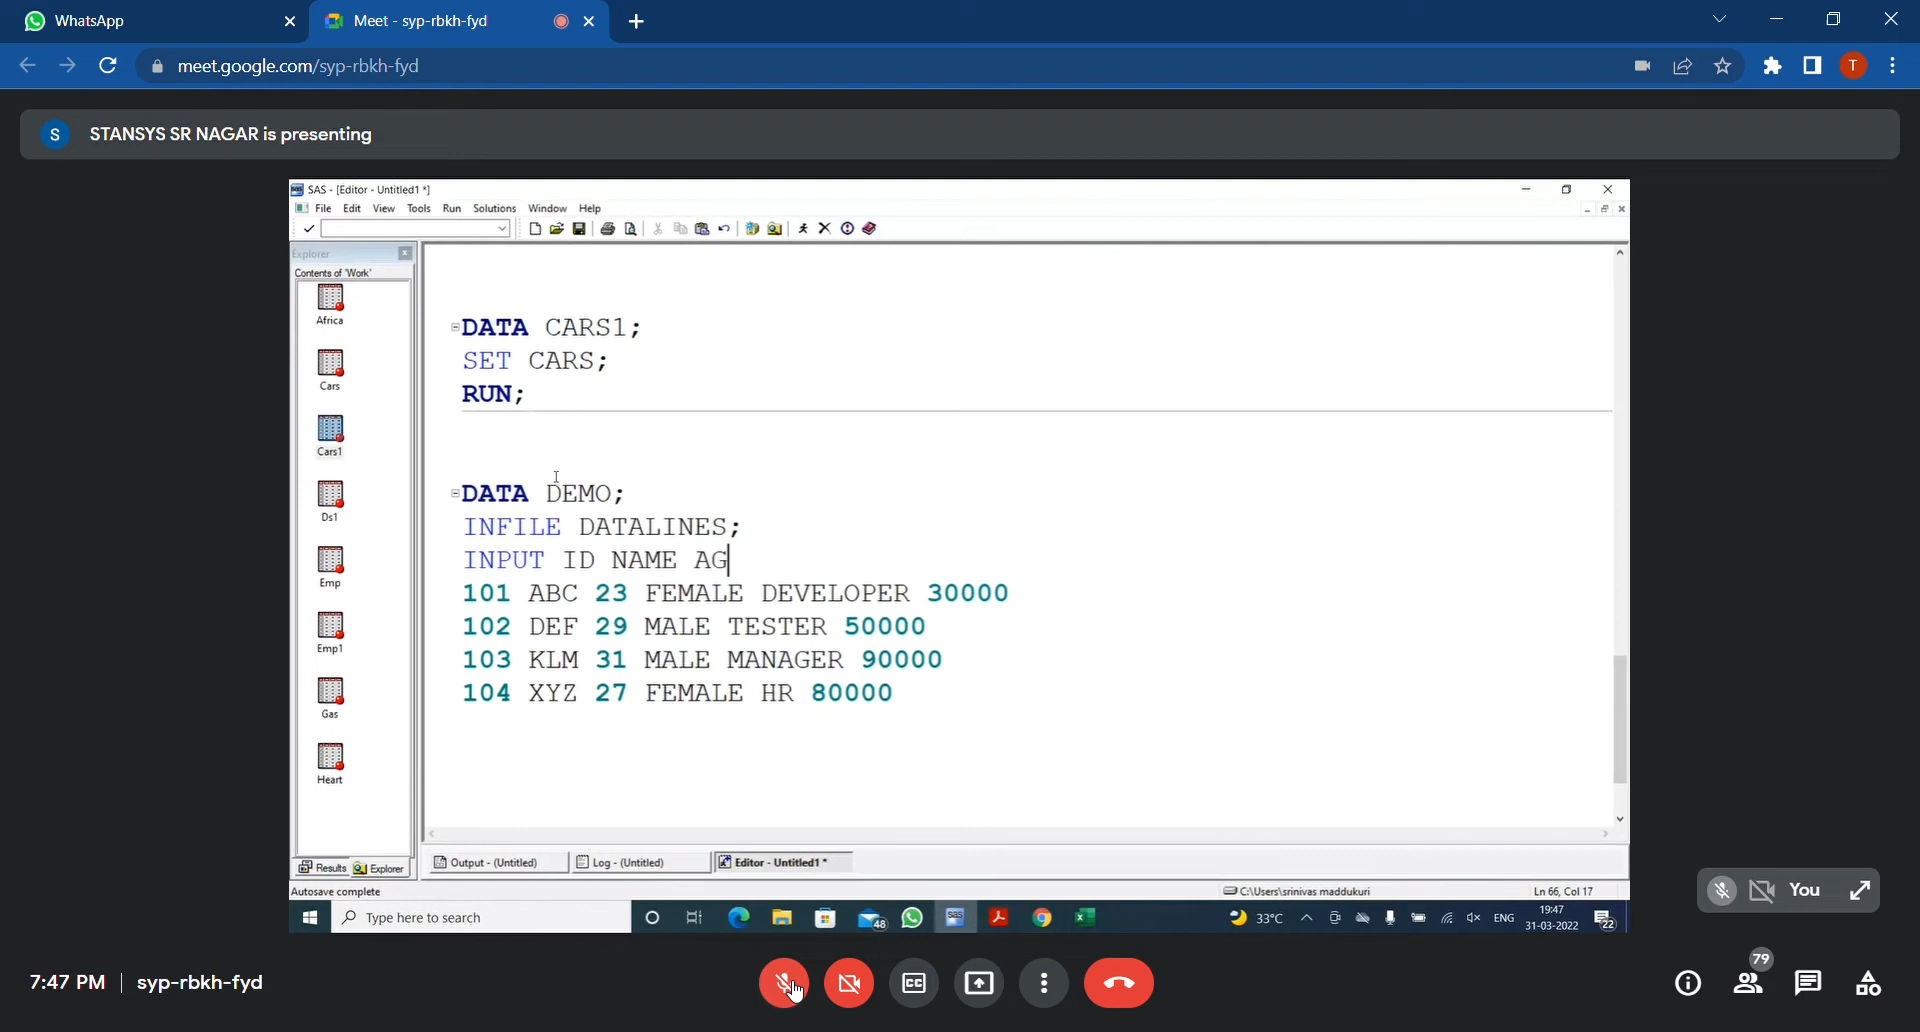 WhatsApp
Meet - syp-rbkh-fyd
meet.google.com/syp-rbkh-fyd
T
S STANSYS SR NAGAR is presenting
SAS - [Editor - Untitled1 *]
File Edit View Tools Run Solutions Window Help
Explorer
Contents of 'Work'
Africa
Cars
Cars1
Ds1
Emp
Emp1
Gas
Heart
DATA CARS1;
SET CARS;
RUN;
DATA DEMO;
INFILE DATALINES;
INPUT ID NAME AG
101 ABC 23 FEMALE DEVELOPER 30000
102 DEF 29 MALE TESTER 50000
103 KLM 31 MALE MANAGER 90000
104 XYZ 27 FEMALE HR 80000
Results Explorer
Output - (Untitled) Log - (Untitled) Editor - Untitled1 *
Autosave complete C:\Users\srinivas maddukuri Ln 66, Col 17
Type here to search 48 sas 33°C ENG 19:47 31-03-2022 22
You
7:47 PM syp-rbkh-fyd CC 79